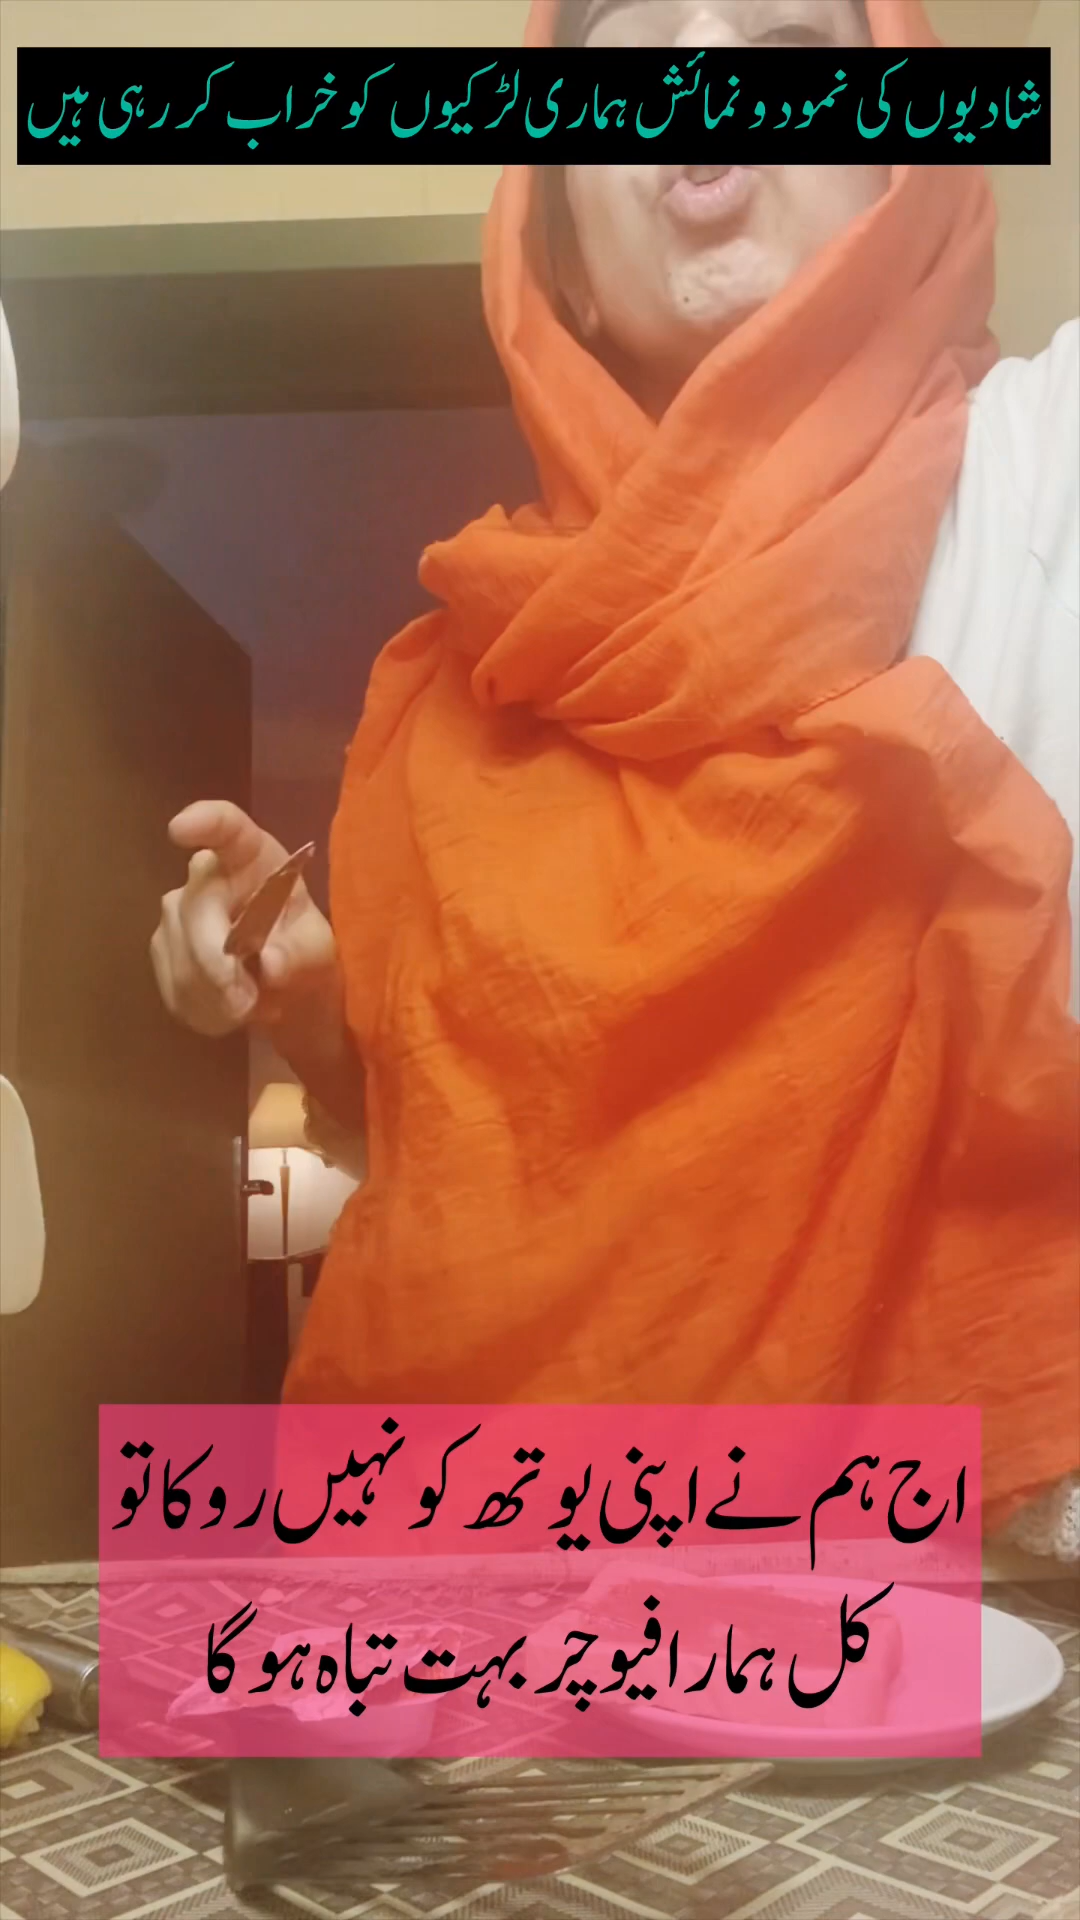 شادیوں کی نمود و نمائش ہماری لڑکیوں کو خراب کر رہی ہیں
اج ہم نے اپنی یوتھ کو نہیں روکا تو
کل ہمارا فیوچر بہت تباہ ہو گا